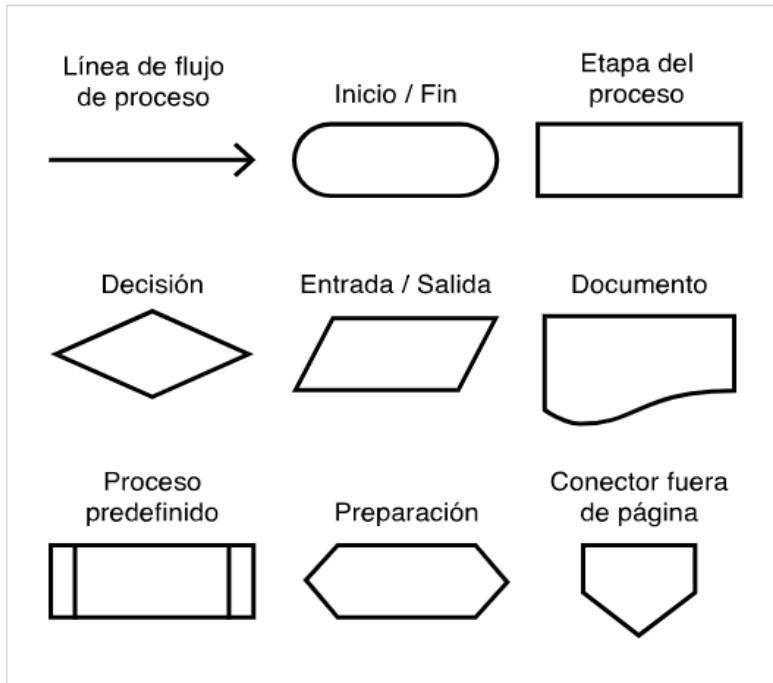 Línea de flujo
de proceso
Inicio / Fin
Etapa del
proceso
Decisión
Entrada / Salida
Documento
Proceso
predefinido
Preparación
Conector fuera
de página